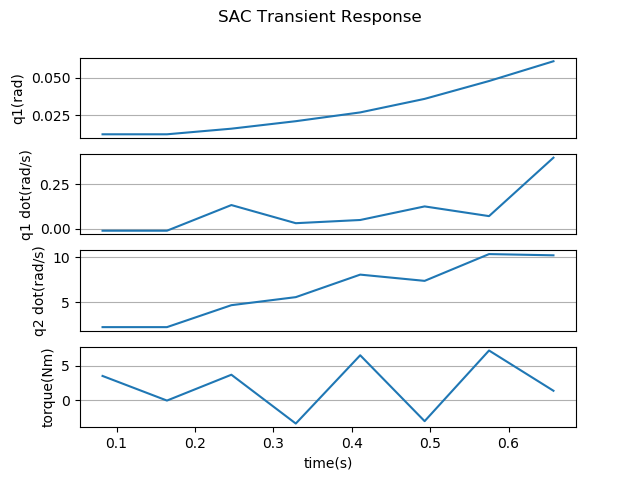 SAC Transient Response
q1(rad)
0.050
0.025
q1 dot(rad/s)
0.25
0.00
q2 dot(rad/s)
10
5
torque(Nm)
5
0
0.1 0.2 0.3 0.4 0.5 0.6
time(s)